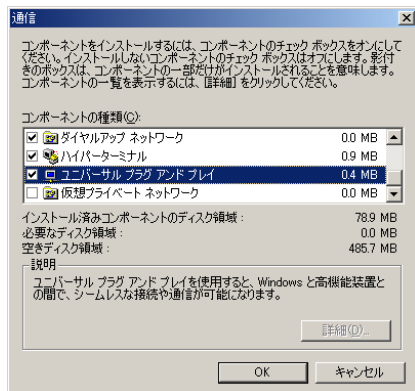 通信
コンポーネントをインストールするには、コンポーネントのチェック ボックスをオンにして
ください。インストールしないコンポーネントのチェック ボックスはオフにします。影付
きのボックスは、コンポーネントの一部だけがインストールされることを意味します。
コンポーネントの一覧を表示するには、[詳細] をクリックしてください。
コンポーネントの種類(C):
ダイヤルアップ ネットワーク 0.0 MB
ハイパーターミナル 0.9 MB
ユニバーサル プラグ アンド プレイ 0.4 MB
仮想プライベート ネットワーク 0.0 MB
インストール済みコンポーネントのディスク領域: 78.9 MB
必要なディスク領域: 0.0 MB
空きディスク領域: 485.7 MB
説明
ユニバーサル プラグ アンド プレイを使用すると、Windows と高機能装置と
の間で、シームレスな接続や通信が可能になります。
詳細(D)...
OK キャンセル